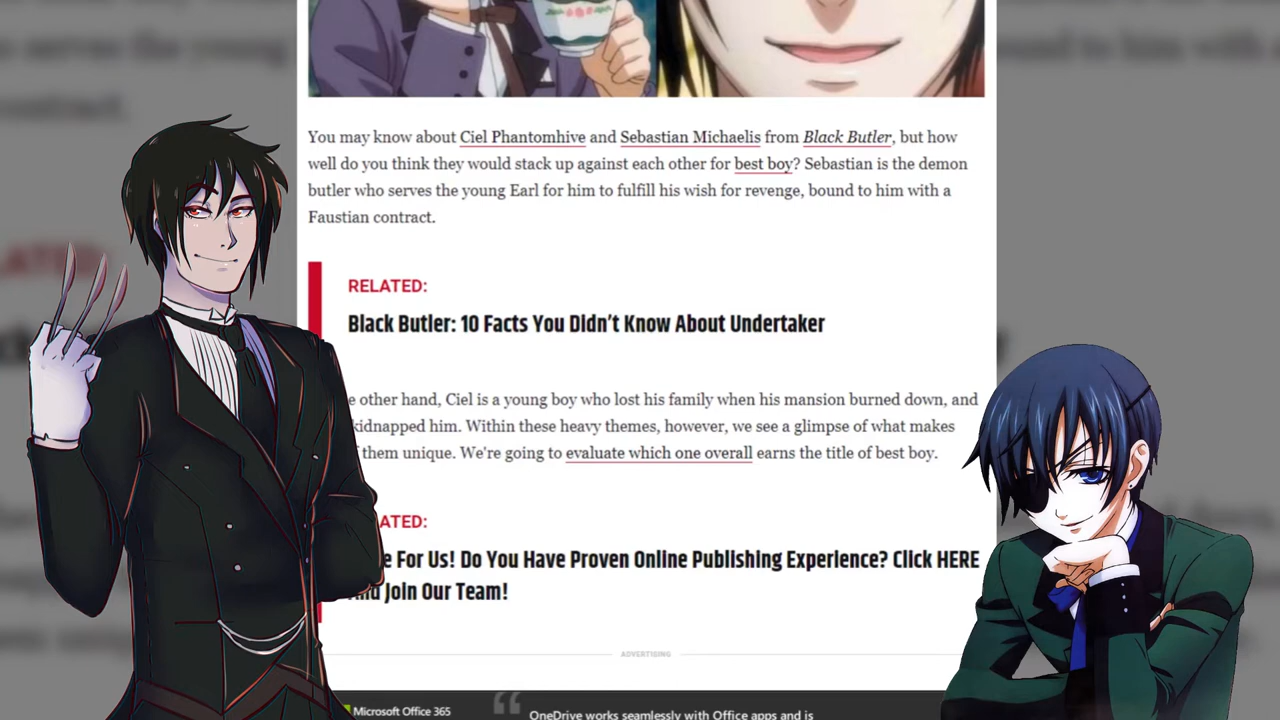 You may know about Ciel Phantomhive and Sebastian Michaelis from Black Butler, but how
well do you think they would stack up against each other for best boy? Sebastian is the demon
butler who serves the young Earl for him to fulfill his wish for revenge, bound to him with a
Faustian contract.
RELATED:
Black Butler: 10 Facts You Didn't Know About Undertaker
other hand, Ciel is a young boy who lost his family when his mansion burned down, and
kidnapped him. Within these heavy themes, however, we see a glimpse of what makes
them unique. We're going to evaluate which one overall earns the title of best boy.
ATED:
For Us! Do You Have Proven Online Publishing Experience? Click HERE
Join Our Team!
ADVERTISING
Microsoft Office 365
OneDrive works seamlessly with Office apps and is